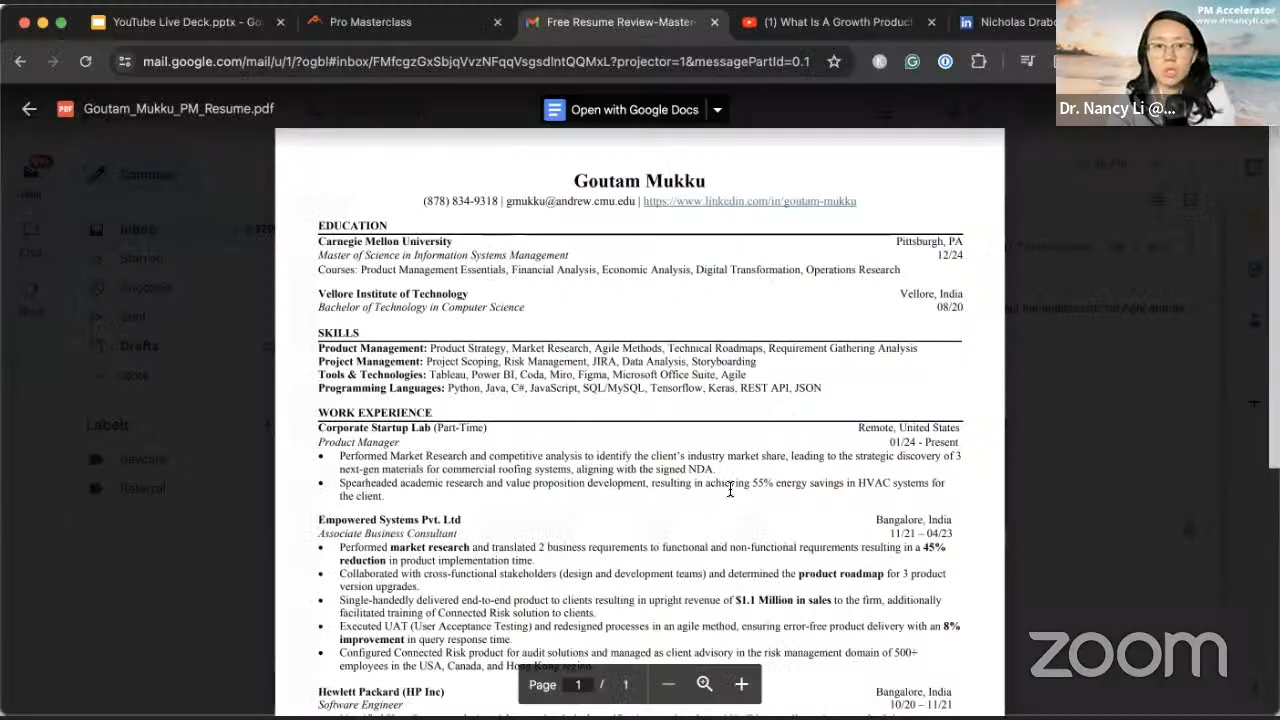 YouTube Live Deck.pptx - Go
Pro Masterclass
Free Resume Review-Master
(1) What Is A Growth Product
Nicholas Drabo
PM Accelerator
www.drnancyli.com
mail.google.com/mail/u/1/?ogbl#inbox/FMfcgzGxSbjqVvzNFqqVsgsdlntQQMxL?projector=1&messagePartId=0.1
Dr. Nancy Li @...
Goutam_Mukku_PM_Resume.pdf
Open with Google Docs
Compose
Inbox
Starred
Snoozed
Sent
Drafts
More
Labels
daycare
Referral
Goutam Mukku
(878) 834-9318 | gmukku@andrew.cmu.edu | https://www.linkedin.com/in/goutam-mukku
EDUCATION
Carnegie Mellon University Pittsburgh, PA
Master of Science in Information Systems Management 12/24
Courses: Product Management Essentials, Financial Analysis, Economic Analysis, Digital Transformation, Operations Research
Vellore Institute of Technology Vellore, India
Bachelor of Technology in Computer Science 08/20
SKILLS
Product Management: Product Strategy, Market Research, Agile Methods, Technical Roadmaps, Requirement Gathering Analysis
Project Management: Project Scoping, Risk Management, JIRA, Data Analysis, Storyboarding
Tools & Technologies: Tableau, Power BI, Coda, Miro, Figma, Microsoft Office Suite, Agile
Programming Languages: Python, Java, C#, JavaScript, SQL/MySQL, Tensorflow, Keras, REST API, JSON
WORK EXPERIENCE
Corporate Startup Lab (Part-Time) Remote, United States
Product Manager 01/24 - Present
• Performed Market Research and competitive analysis to identify the client's industry market share, leading to the strategic discovery of 3
next-gen materials for commercial roofing systems, aligning with the signed NDA.
• Spearheaded academic research and value proposition development, resulting in achieving 55% energy savings in HVAC systems for
the client.
Empowered Systems Pvt. Ltd Bangalore, India
Associate Business Consultant 11/21 – 04/23
• Performed market research and translated 2 business requirements to functional and non-functional requirements resulting in a 45%
reduction in product implementation time.
• Collaborated with cross-functional stakeholders (design and development teams) and determined the product roadmap for 3 product
version upgrades.
• Single-handedly delivered end-to-end product to clients resulting in upright revenue of $1.1 Million in sales to the firm, additionally
facilitated training of Connected Risk solution to clients.
• Executed UAT (User Acceptance Testing) and redesigned processes in an agile method, ensuring error-free product delivery with an 8%
improvement in query response time.
• Configured Connected Risk product for audit solutions and managed as client advisory in the risk management domain of 500+
employees in the USA, Canada, and Hong Kong region.
Page 1 / 1
Hewlett Packard (HP Inc) Bangalore, India
Software Engineer 10/20 – 11/21
zoom